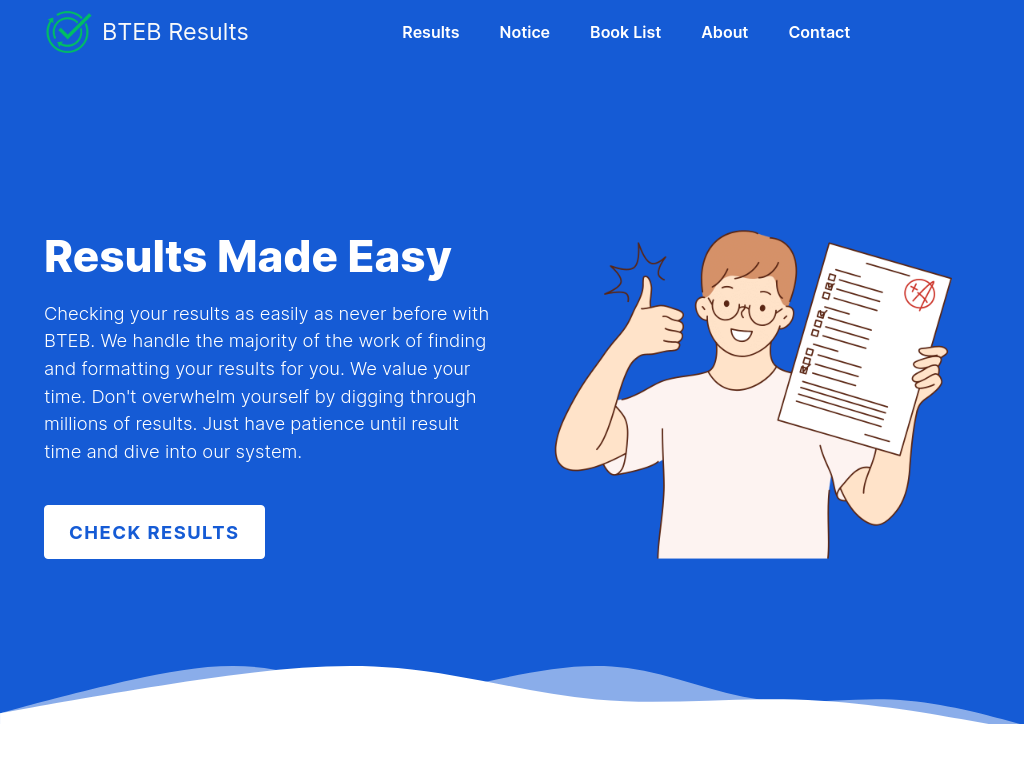 BTEB Results
Results
Notice
Book List
About
Contact
Results Made Easy
Checking your results as easily as never before with
BTEB. We handle the majority of the work of finding
and formatting your results for you. We value your
time. Don't overwhelm yourself by digging through
millions of results. Just have patience until result
time and dive into our system.
CHECK RESULTS
A+